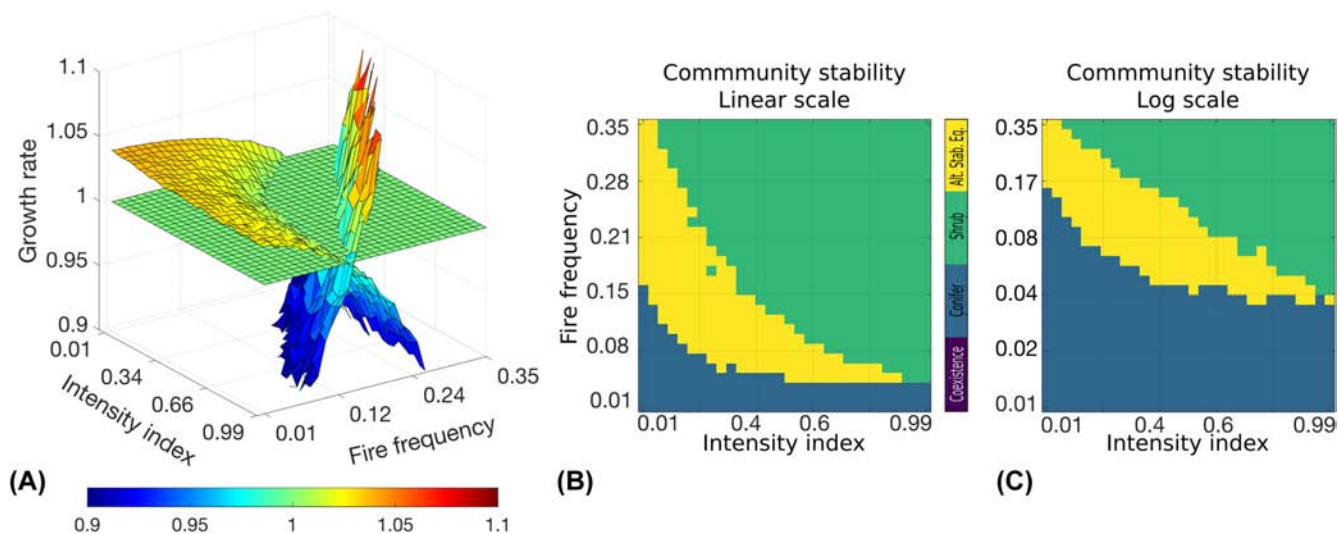 1.1
1.05
1
0.95
0.9
Growth rate
0.01
0.34
0.66
0.99
Intensity index
0.01
0.12
0.24
0.35
Fire frequency
(A)
0.9 0.95 1 1.05 1.1
Commmunity stability
Linear scale
0.35
0.28
0.21
0.15
0.08
0.01
Fire frequency
0.01 0.4 0.6 0.99
Intensity index
(B)
Alt. Stab. Eq.
Shrub
Conifer
Coexistence
Commmunity stability
Log scale
0.35
0.17
0.08
0.04
0.02
0.01
0.01 0.4 0.6 0.99
Intensity index
(C)